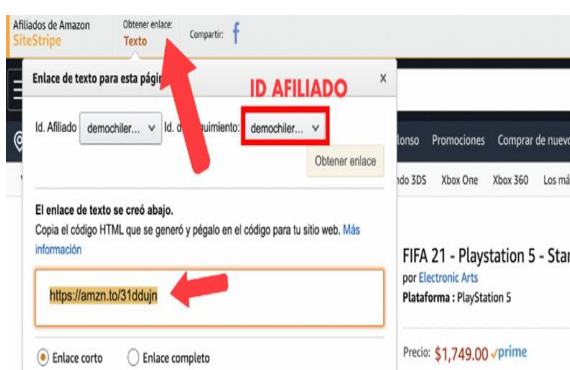 Afiliados de Amazon
SiteStripe
Obtener enlace:
Texto
Compartir:
Enlace de texto para esta págin
x
ID AFILIADO
Id. Afiliado demochiler... Id. d uimiento: demochiler...
Obtener enlace
El enlace de texto se creó abajo.
Copia el código HTML que se generó y pégalo en el código para tu sitio web. Más
información
https://amzn.to/31ddujn
Enlace corto Enlace completo
lonso Promociones Comprar de nuevo
ndo 3DS Xbox One Xbox 360 Los má
FIFA 21 - Playstation 5 - Stan
por Electronic Arts
Plataforma : PlayStation 5
Precio: $1,749.00 prime